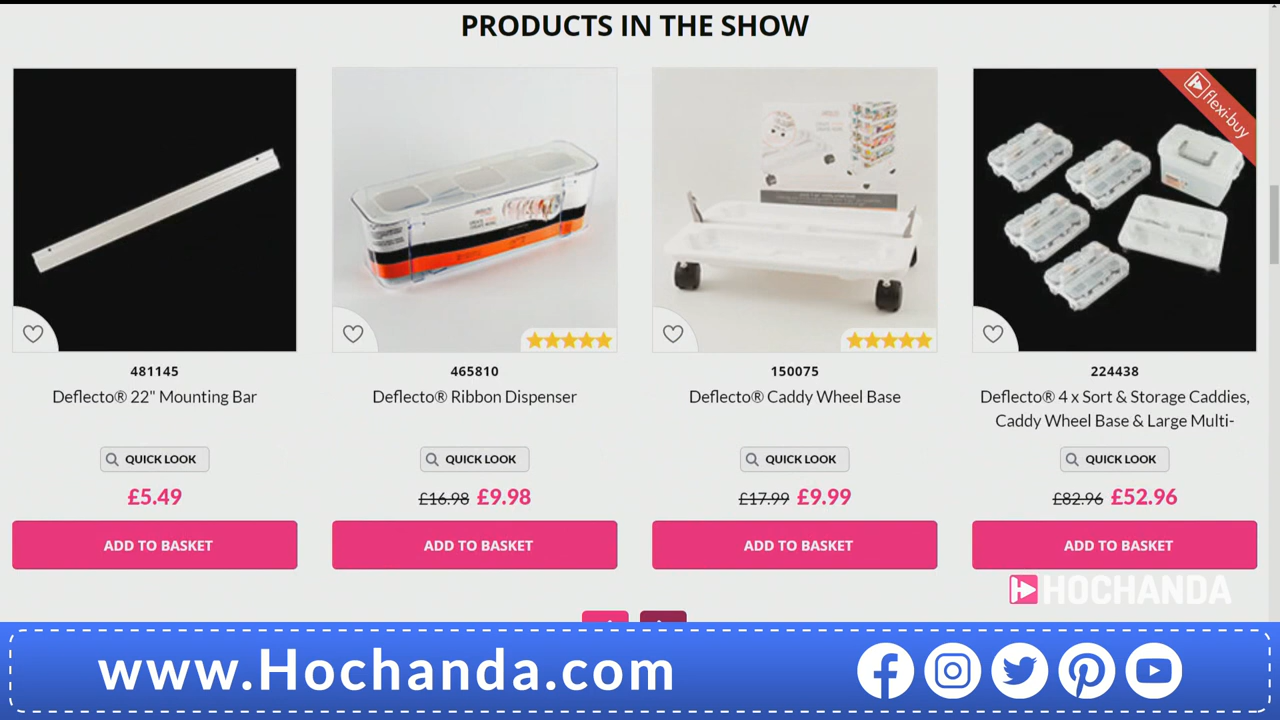 PRODUCTS IN THE SHOW
flexi-buy
481145
465810
150075
224438
Deflecto® 22" Mounting Bar
Deflecto® Ribbon Dispenser
Deflecto® Caddy Wheel Base
Deflecto® 4 x Sort & Storage Caddies,
Caddy Wheel Base & Large Multi-
QUICK LOOK
QUICK LOOK
QUICK LOOK
QUICK LOOK
£5.49
£16.98 £9.98
£17.99 £9.99
£82.96 £52.96
ADD TO BASKET
ADD TO BASKET
ADD TO BASKET
ADD TO BASKET
HOCHANDA
www.Hochanda.com